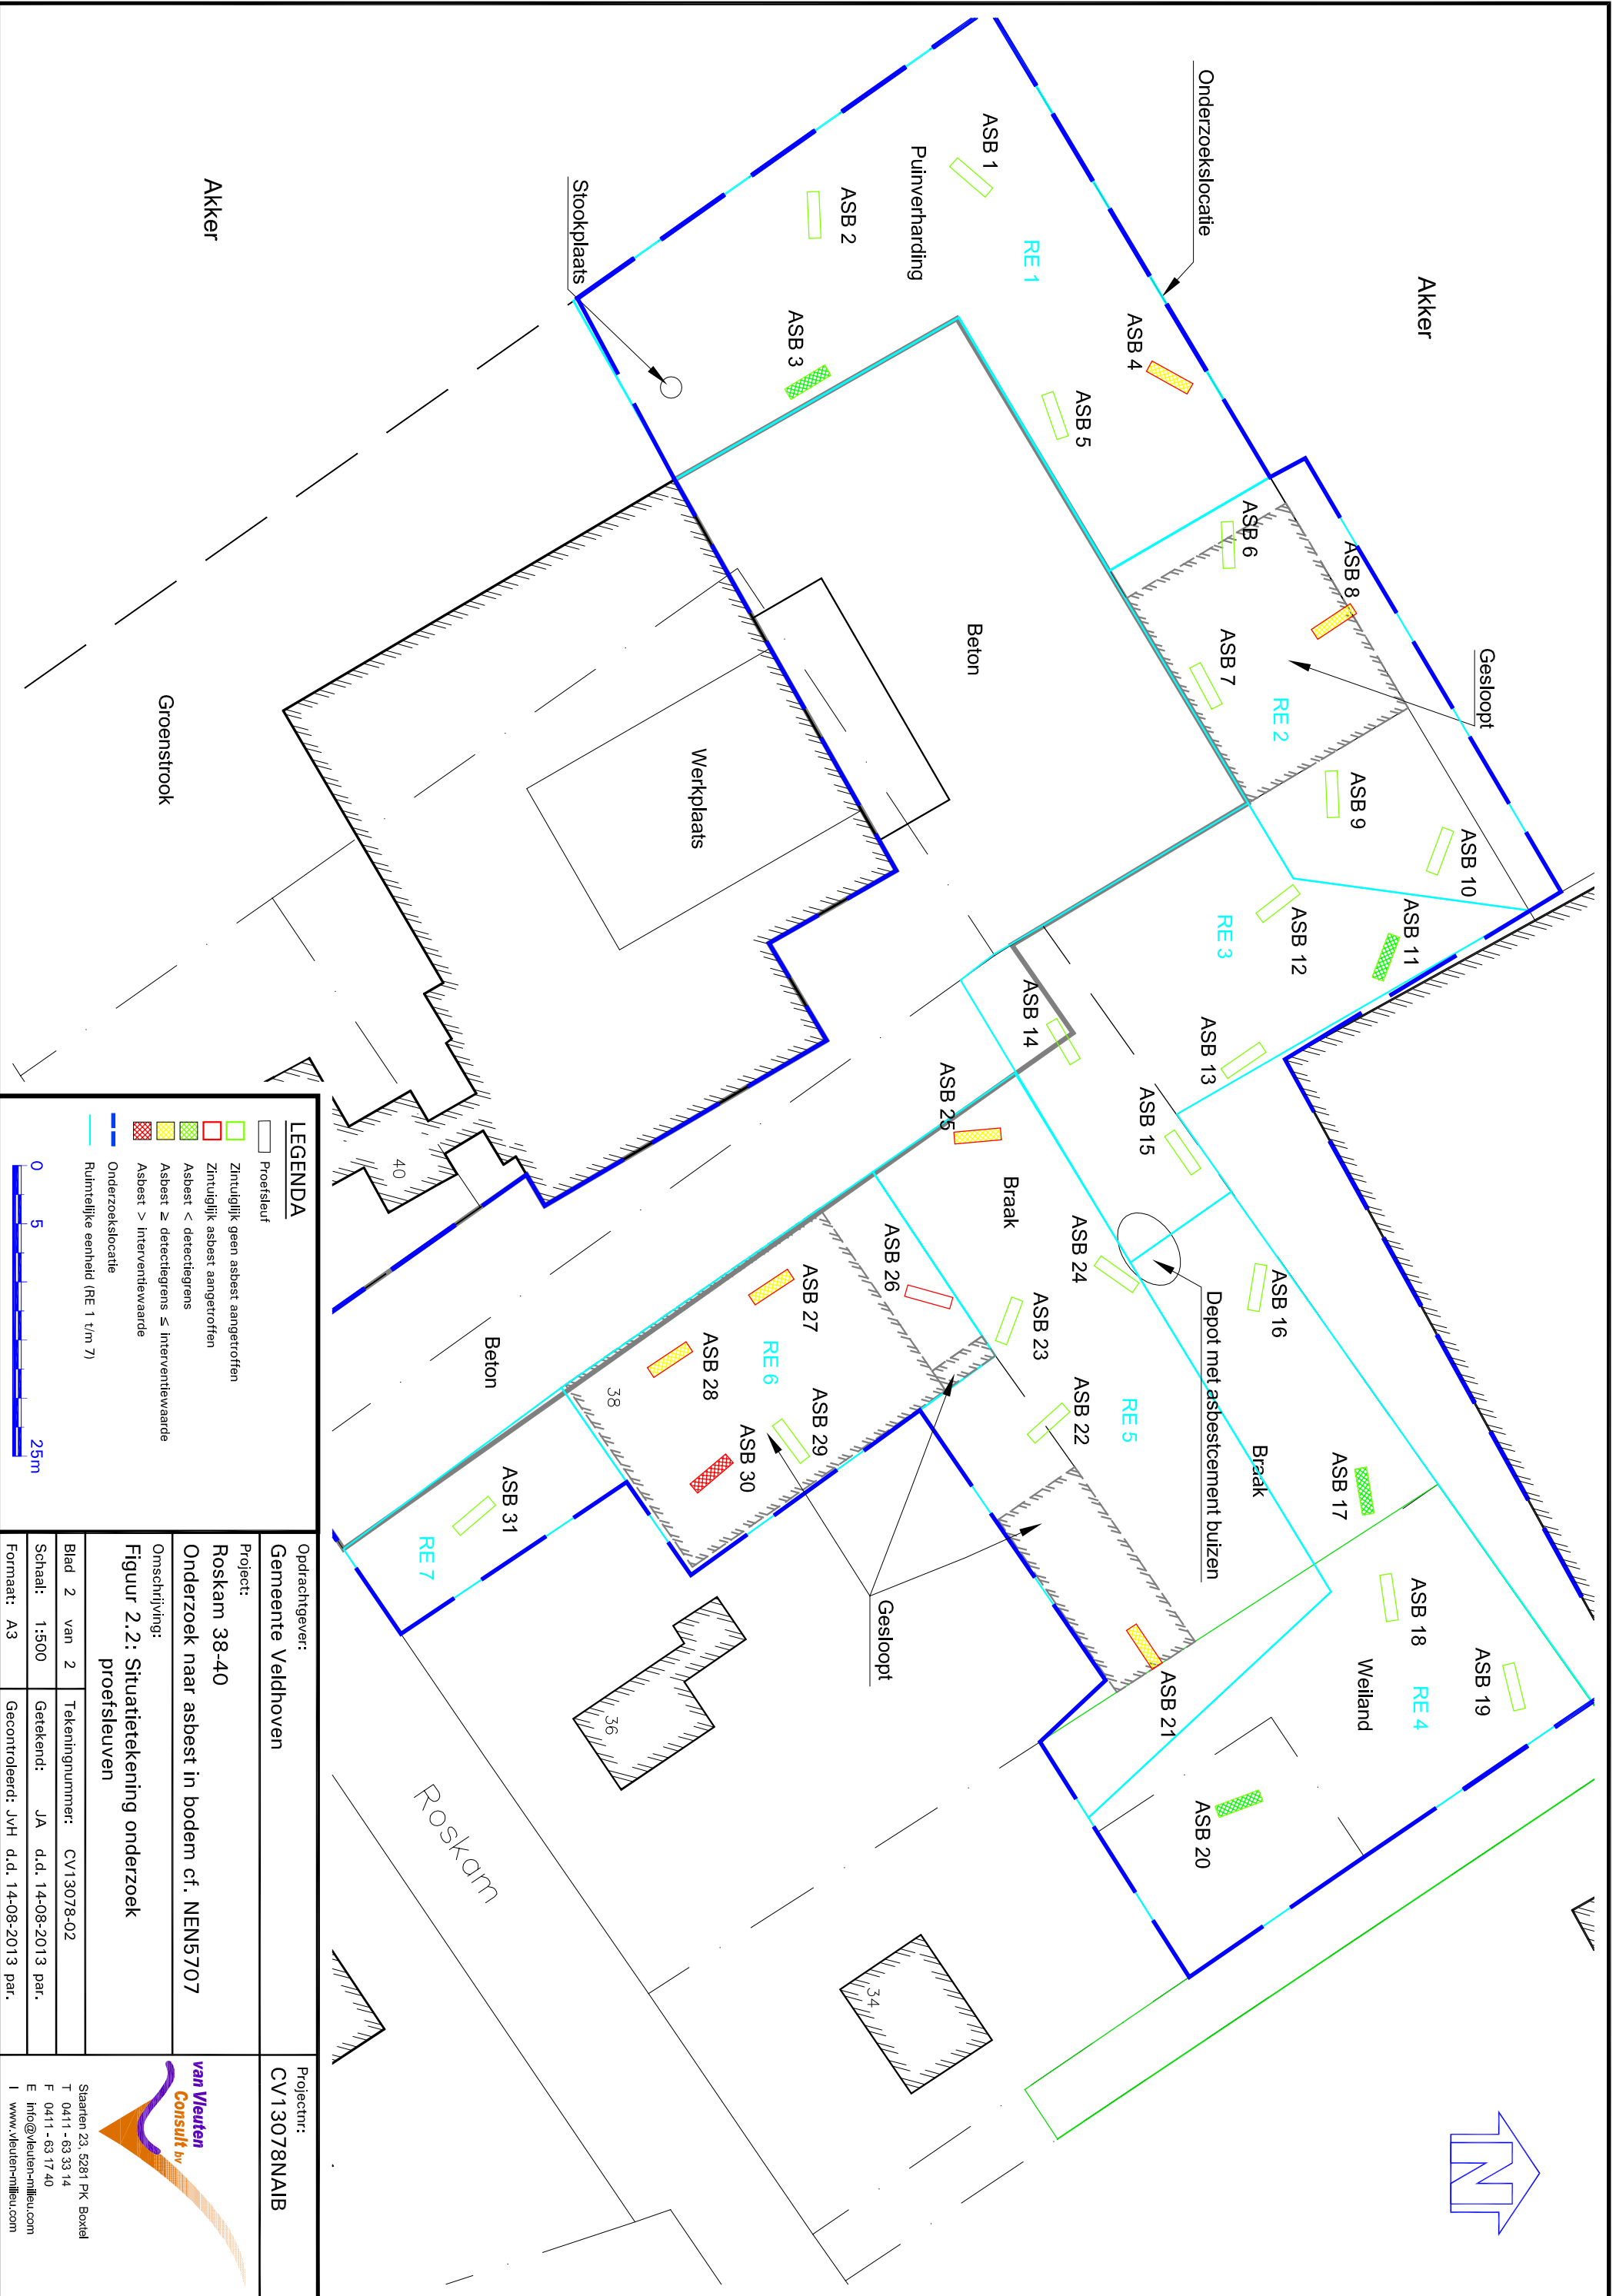 Onderzoekslocatie
Akker
ASB 1
Puinverharding
ASB 2
RE 1
Stookplaats
Akker
ASB 3
ASB 4
ASB 5
ASB 6
ASB 8
ASB 7
Gesloopt
RE 2
Beton
ASB 9
ASB 10
Werkplaats
Groenstrook
ASB 11
ASB 12
RE 3
ASB 13
ASB 14
ASB 15
ASB 25
Braak
ASB 24
ASB 26
ASB 16
ASB 23
Depot met asbestcement buizen
ASB 27
RE 6
ASB 28
38
ASB 29
ASB 30
ASB 22
RE 5
Braak
ASB 17
Beton
40
ASB 31
RE 7
Gesloopt
ASB 18
ASB 19
Weiland
RE 4
ASB 21
ASB 20
36
34
Roskam
N
LEGENDA
Proefsleuf
Zintuiglijk geen asbest aangetroffen
Zintuiglijk asbest aangetroffen
Asbest < detectiegrens
Asbest ≥ detectiegrens ≤ interventiewaarde
Asbest > interventiewaarde
Onderzoekslocatie
Ruimtelijke eenheid (RE 1 t/m 7)
0 5 25m
Opdrachtgever:
Gemeente Veldhoven
Projectnr:
CV13078NAIB
Project:
Roskam 38-40
Onderzoek naar asbest in bodem cf. NEN5707
Omschrijving:
Figuur 2.2: Situatietekening onderzoek
proefsleuven
Blad 2 van 2 Tekeningnummer: CV13078-02
Schaal: 1:500 Getekend: JA d.d. 14-08-2013 par.
Formaat: A3 Gecontroleerd: JvH d.d. 14-08-2013 par.
van Vleuten
Consult bv
Staarten 23, 5281 PK Boxtel
T 0411 - 63 33 14
F 0411 - 63 17 40
E info@vleuten-milieu.com
I www.vleuten-milieu.com